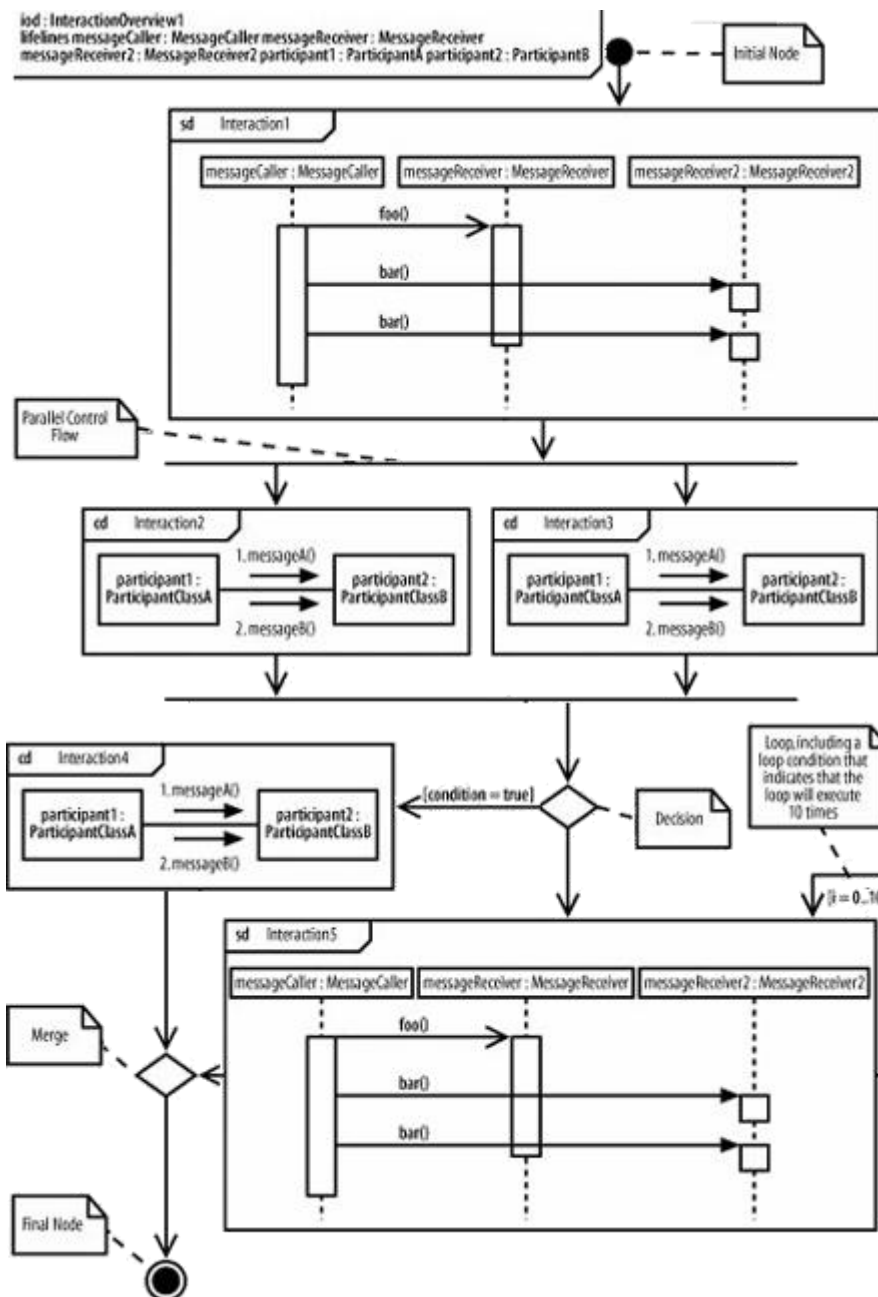 iod : InteractionOverview1
lifelines messageCaller : MessageCaller messageReceiver : MessageReceiver
messageReceiver2 : MessageReceiver2 participant1 : ParticipantA participant2 : ParticipantB
Initial Node
sd Interaction1
messageCaller : MessageCaller messageReceiver : MessageReceiver messageReceiver2 : MessageReceiver2
foo()
bar()
bar()
Parallel Control
Flow
cd Interaction2
1. messageA()
participant1 :
ParticipantClassA
participant2 :
ParticipantClassB
2. messageB()
cd Interaction3
1. messageA()
participant1 :
ParticipantClassA
participant2 :
ParticipantClassB
2. messageB()
cd Interaction4
1. messageA()
participant1 :
ParticipantClassA
participant2 :
ParticipantClassB
2. messageB()
[condition = true]
Decision
Loop, including a
loop condition that
indicates that the
loop will execute
10 times
[i = 0..
sd Interaction5
messageCaller : MessageCaller messageReceiver : MessageReceiver messageReceiver2 : MessageReceiver2
foo()
bar()
bar()
Merge
Final Node